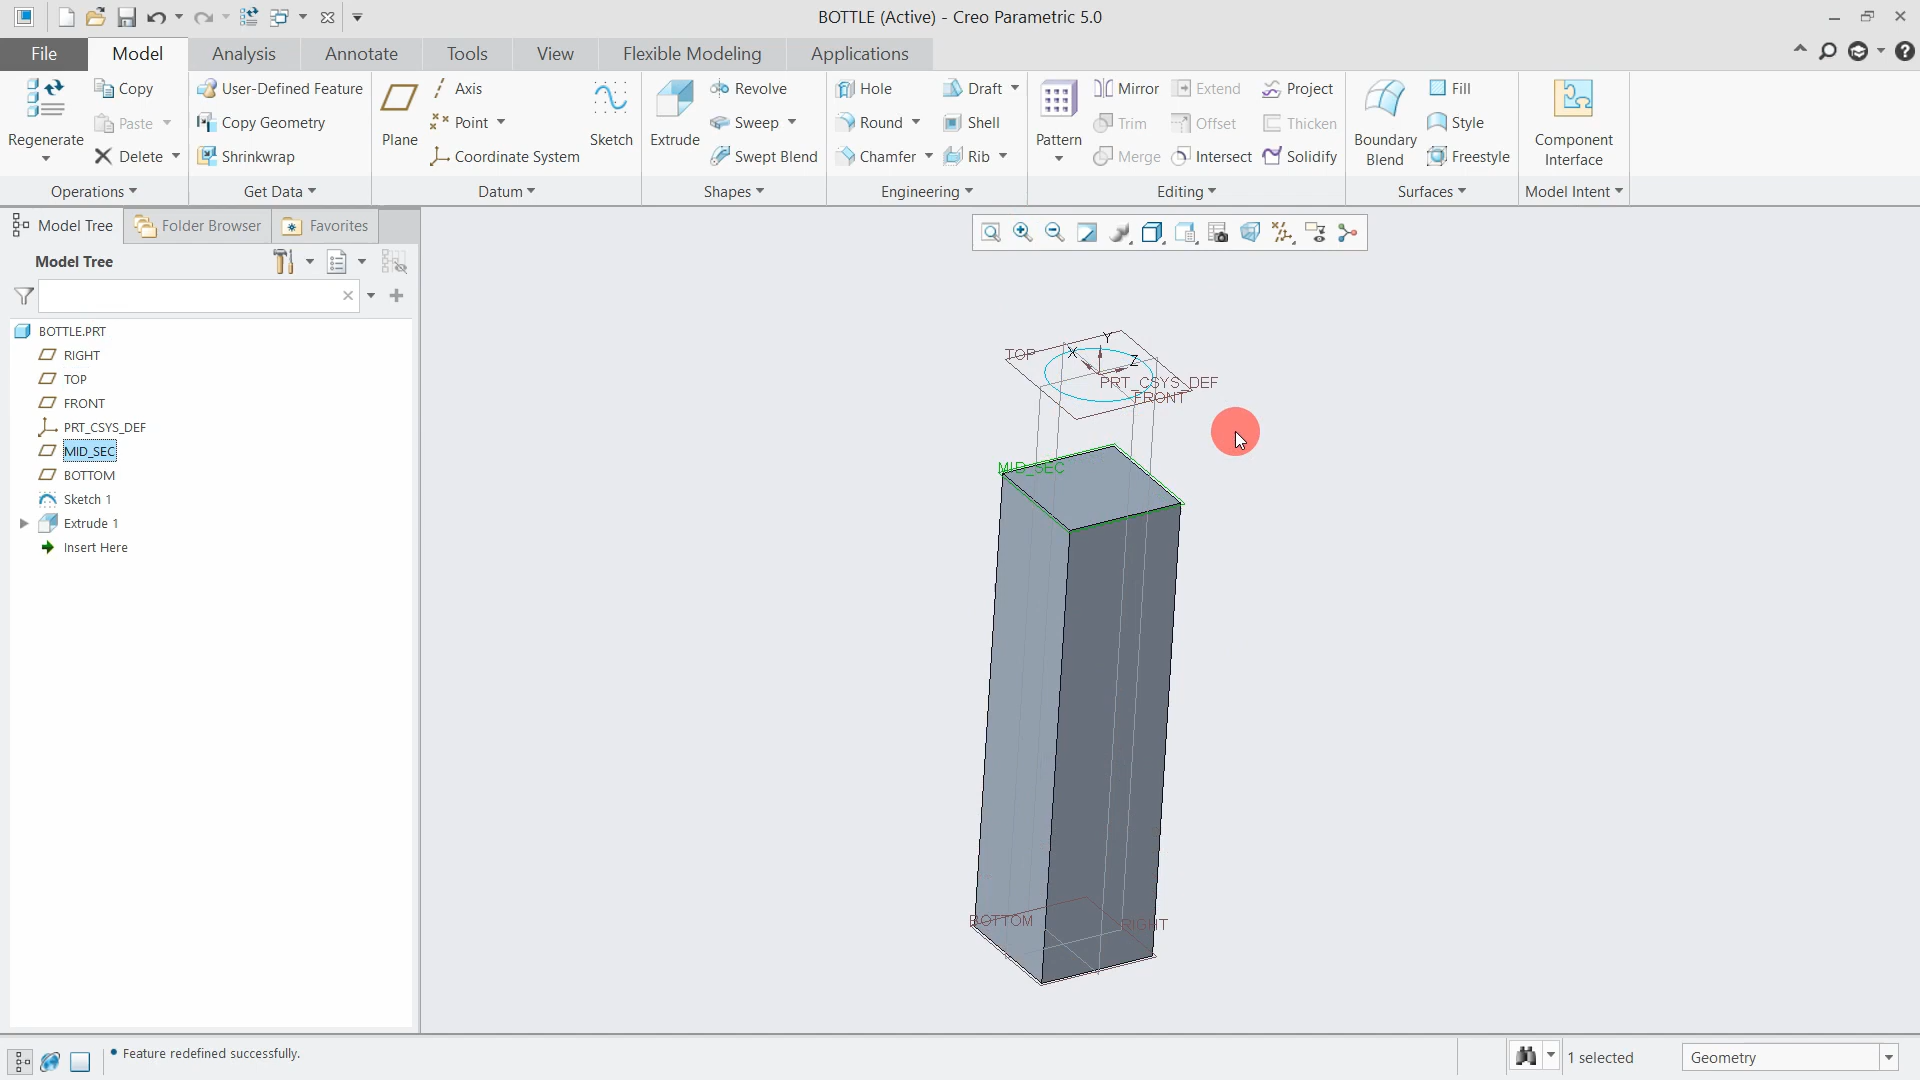 BOTTLE (Active) - Creo Parametric 5.0
File Model Analysis Annotate Tools View Flexible Modeling Applications
Regenerate
Copy
Paste
Delete
Operations
User-Defined Feature
Copy Geometry
Shrinkwrap
Get Data
Plane
Axis
Point
Coordinate System
Sketch
Datum
Extrude
Revolve
Sweep
Swept Blend
Shapes
Hole
Round
Chamfer
Draft
Shell
Rib
Engineering
Pattern
Mirror
Trim
Merge
Extend
Offset
Intersect
Project
Thicken
Solidify
Editing
Boundary
Blend
Fill
Style
Freestyle
Surfaces
Component
Interface
Model Intent
Model Tree Folder Browser Favorites
Model Tree
BOTTLE.PRT
RIGHT
TOP
FRONT
PRT_CSYS_DEF
MID_SEC
BOTTOM
Sketch 1
Extrude 1
Insert Here
TOP
X
Y
Z
PRT_CSYS_DEF
FRONT
MID_SEC
BOTTOM
RIGHT
Feature redefined successfully.
1 selected
Geometry